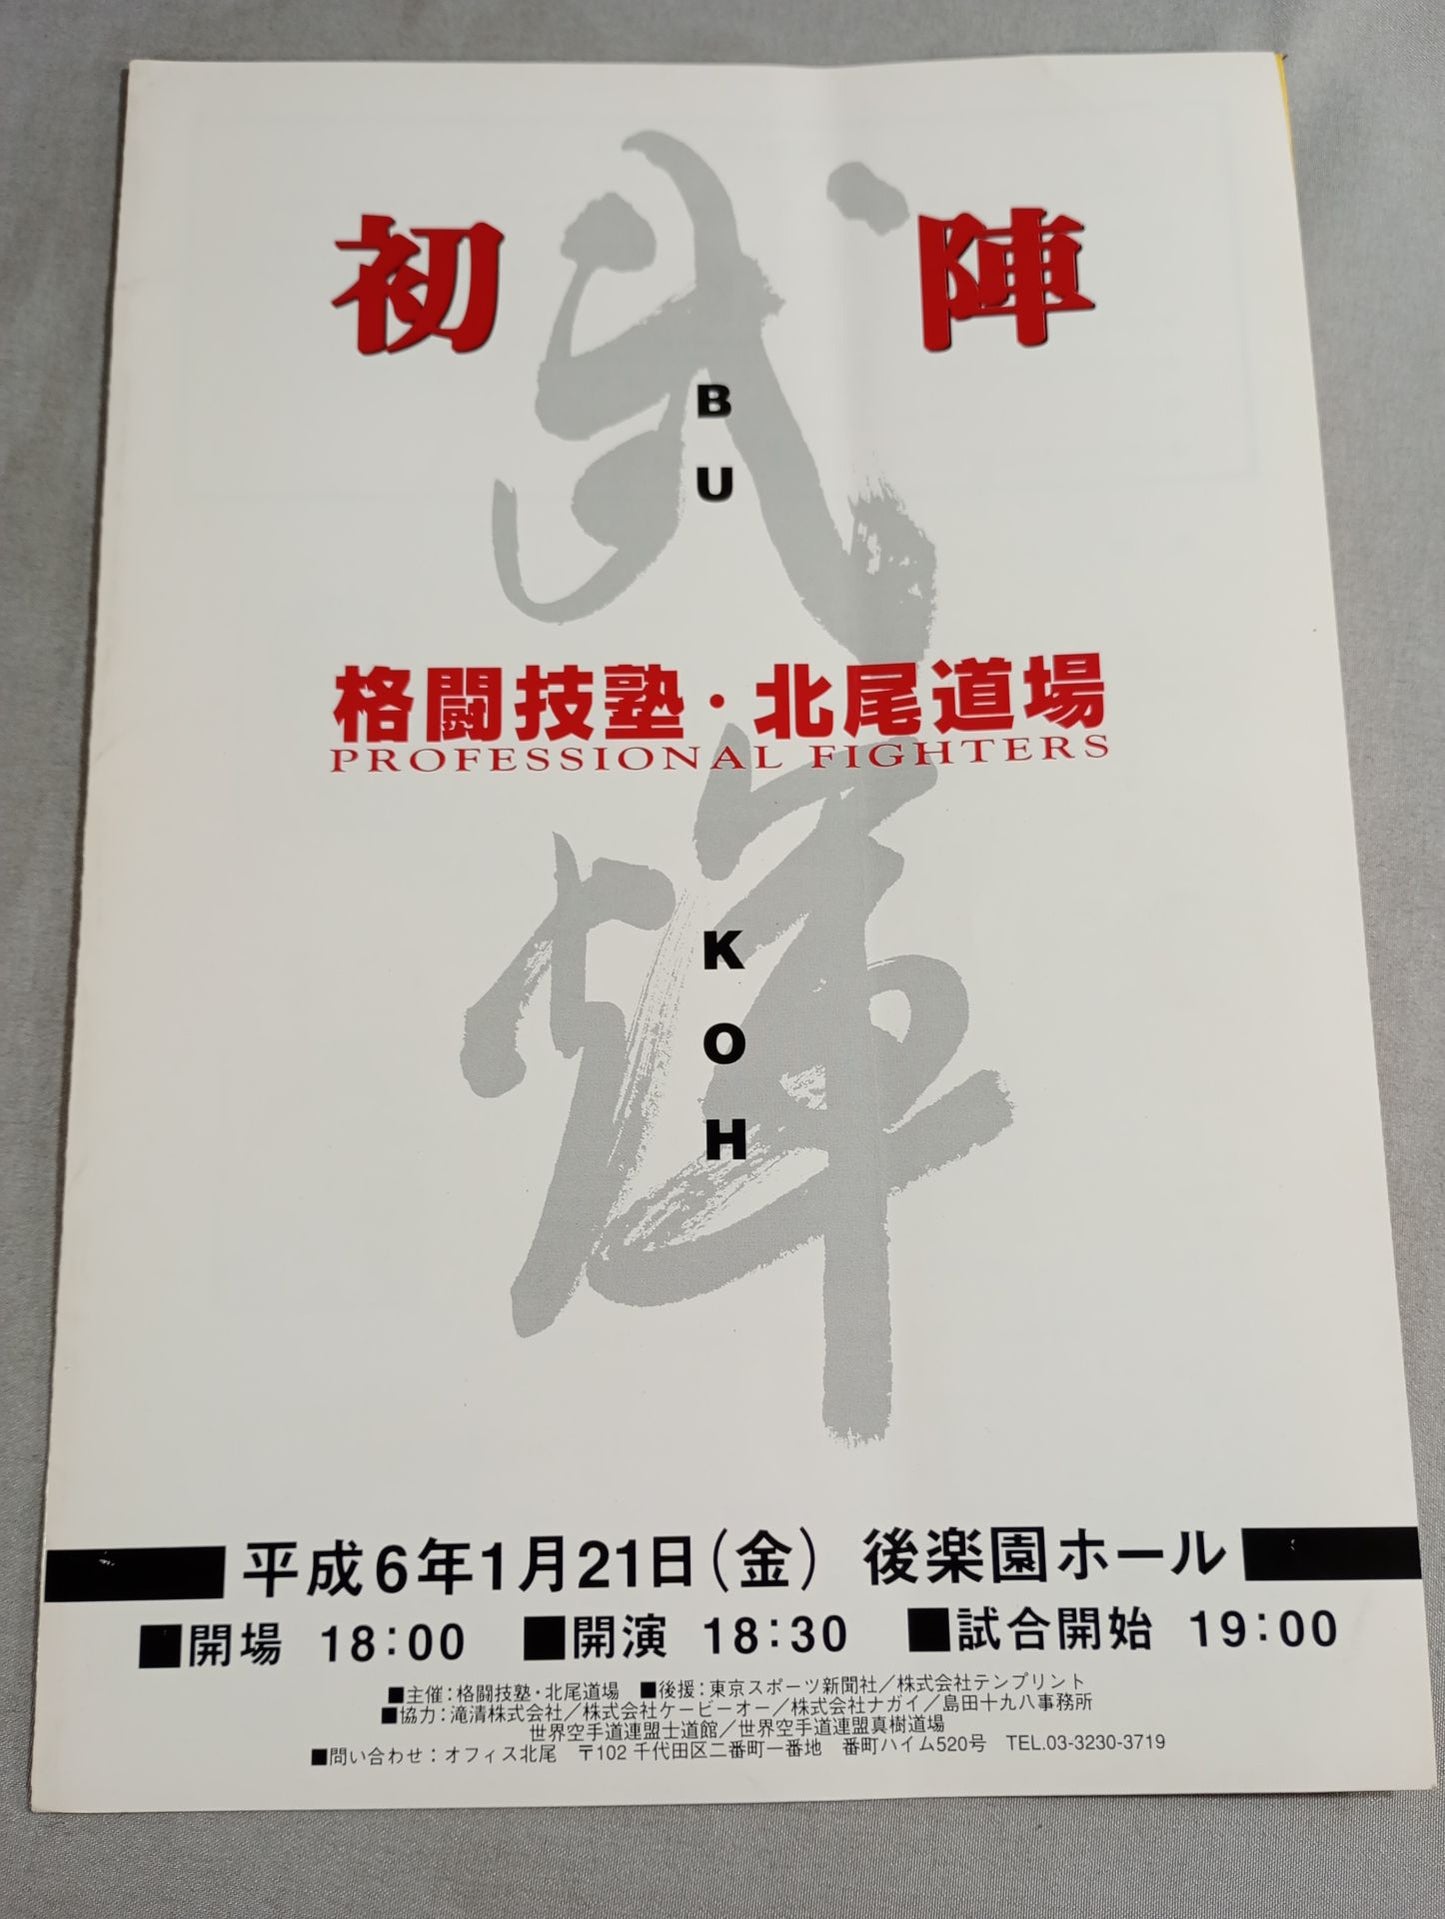 初 陣
武
BU
格闘技塾・北尾道場
PROFESSIONAL FIGHTERS
輝
KOH
平成6年1月21日（金） 後楽園ホール
■開場 18:00 ■開演 18:30 ■試合開始 19:00
■主催：格闘技塾・北尾道場 ■後援：東京スポーツ新聞社／株式会社テンプリント
■協力：滝清株式会社／株式会社ケービーオー／株式会社ナガイ／島田十九八事務所
世界空手道連盟士道館／世界空手道連盟真樹道場
■問い合わせ：オフィス北尾 〒102 千代田区二番町一番地 番町ハイム520号 TEL.03-3230-3719